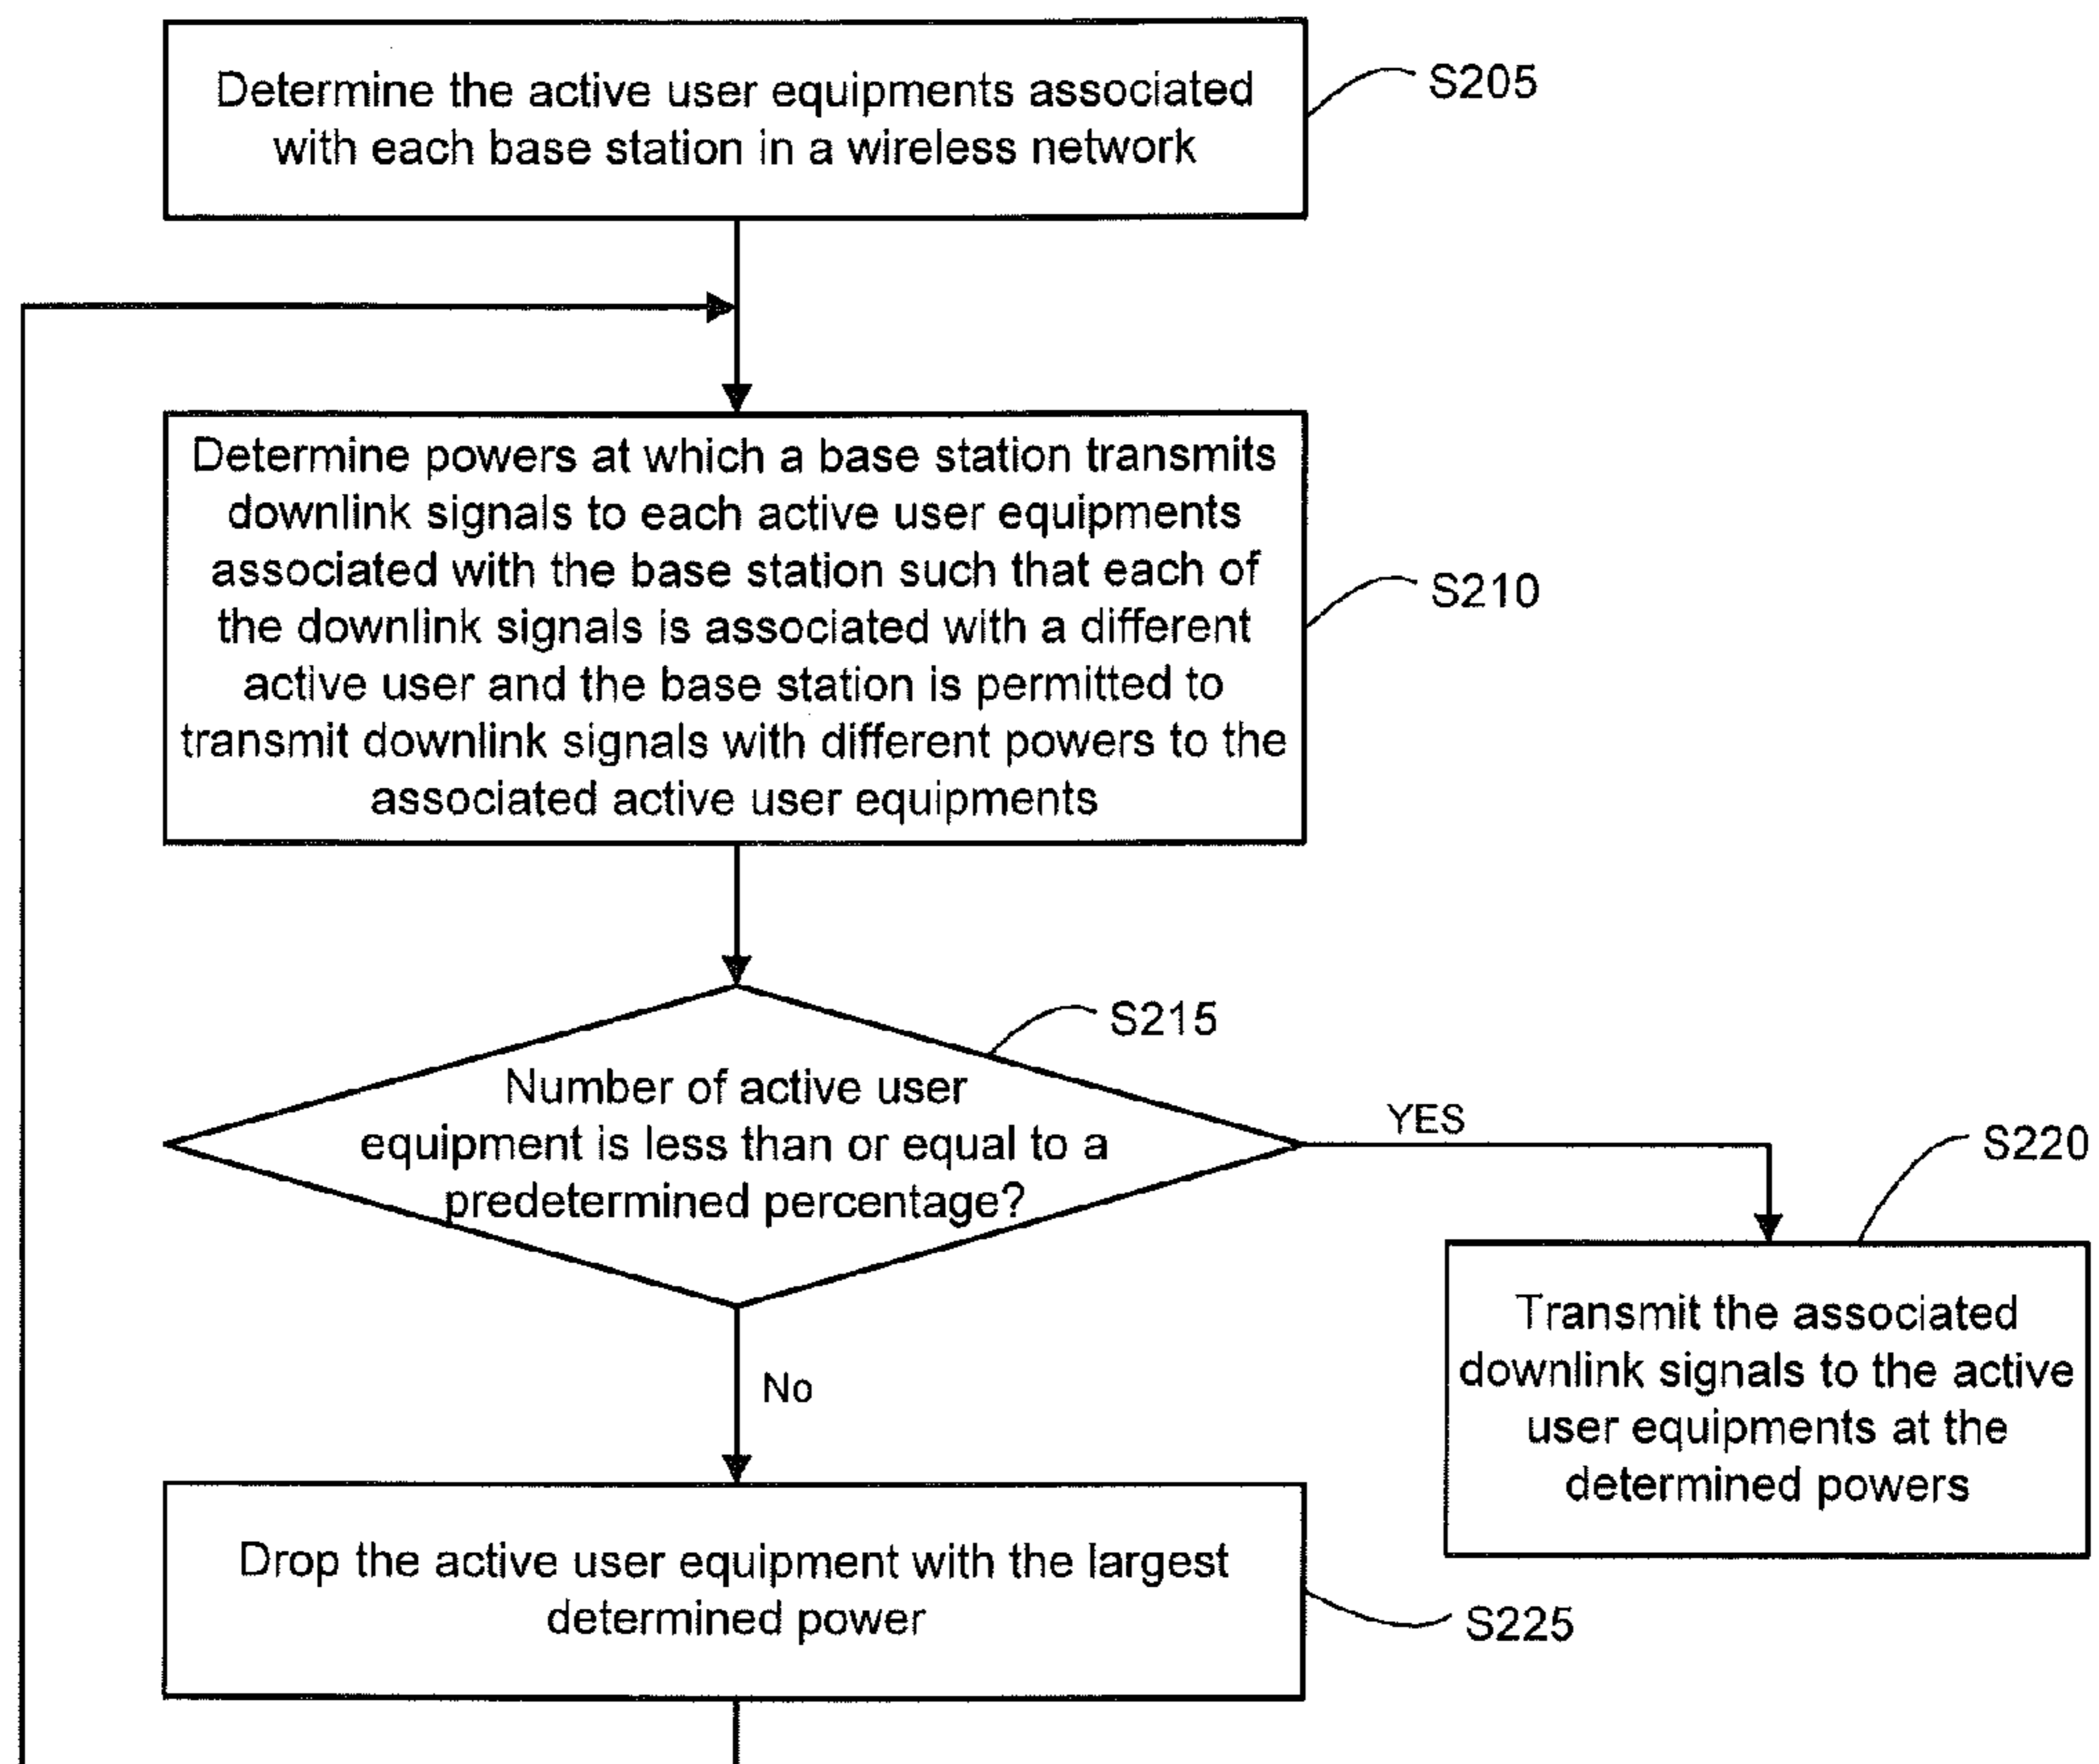 Determine the active user equipments associated
with each base station in a wireless network
S205
Determine powers at which a base station transmits
downlink signals to each active user equipments
associated with the base station such that each of
the downlink signals is associated with a different
active user and the base station is permitted to
transmit downlink signals with different powers to the
associated active user equipments
S210
S215
Number of active user
equipment is less than or equal to a
predetermined percentage?
YES
S220
Transmit the associated
downlink signals to the active
user equipments at the
determined powers
No
Drop the active user equipment with the largest
determined power
S225